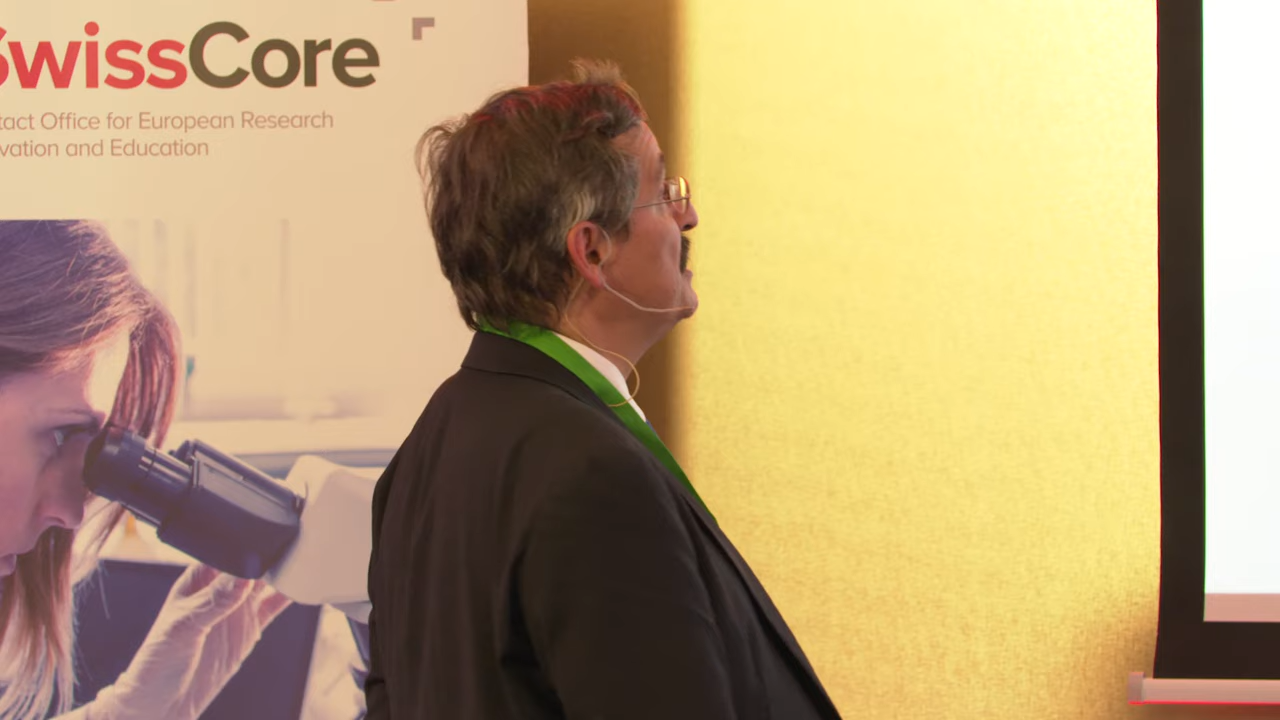 SwissCore
tact Office for European Research
vation and Education